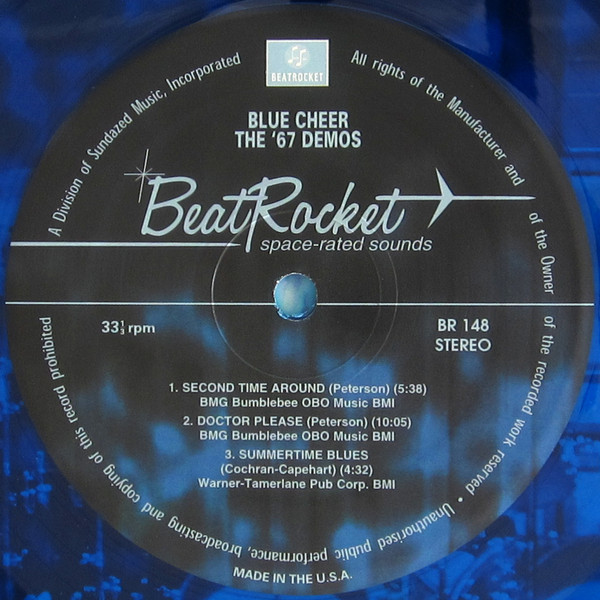 BEATROCKET
A Division of Sundazed Music, Incorporated
All rights of the Manufacturer and of the Owner of the recorded work reserved • Unauthorised public performance, broadcasting and copying of this record prohibited
BLUE CHEER
THE '67 DEMOS
BeatRocket
space-rated sounds
33⅓ rpm
BR 148
STEREO
1. SECOND TIME AROUND (Peterson) (5:38)
BMG Bumblebee OBO Music BMI
2. DOCTOR PLEASE (Peterson) (10:05)
BMG Bumblebee OBO Music BMI
3. SUMMERTIME BLUES
(Cochran-Capehart) (4:32)
Warner-Tamerlane Pub Corp. BMI
MADE IN THE U.S.A.